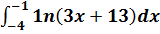 ∫₋₄⁻¹ 1n(3x + 13)dx